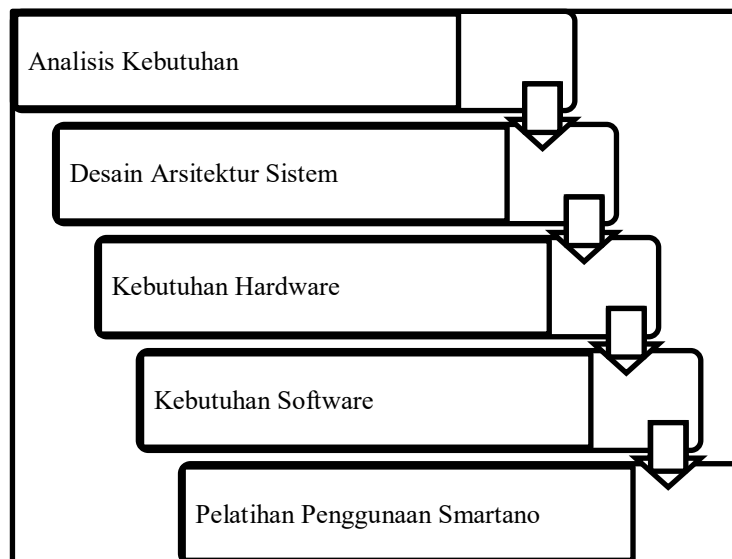 Analisis Kebutuhan
Desain Arsitektur Sistem
Kebutuhan Hardware
Kebutuhan Software
Pelatihan Penggunaan Smartano